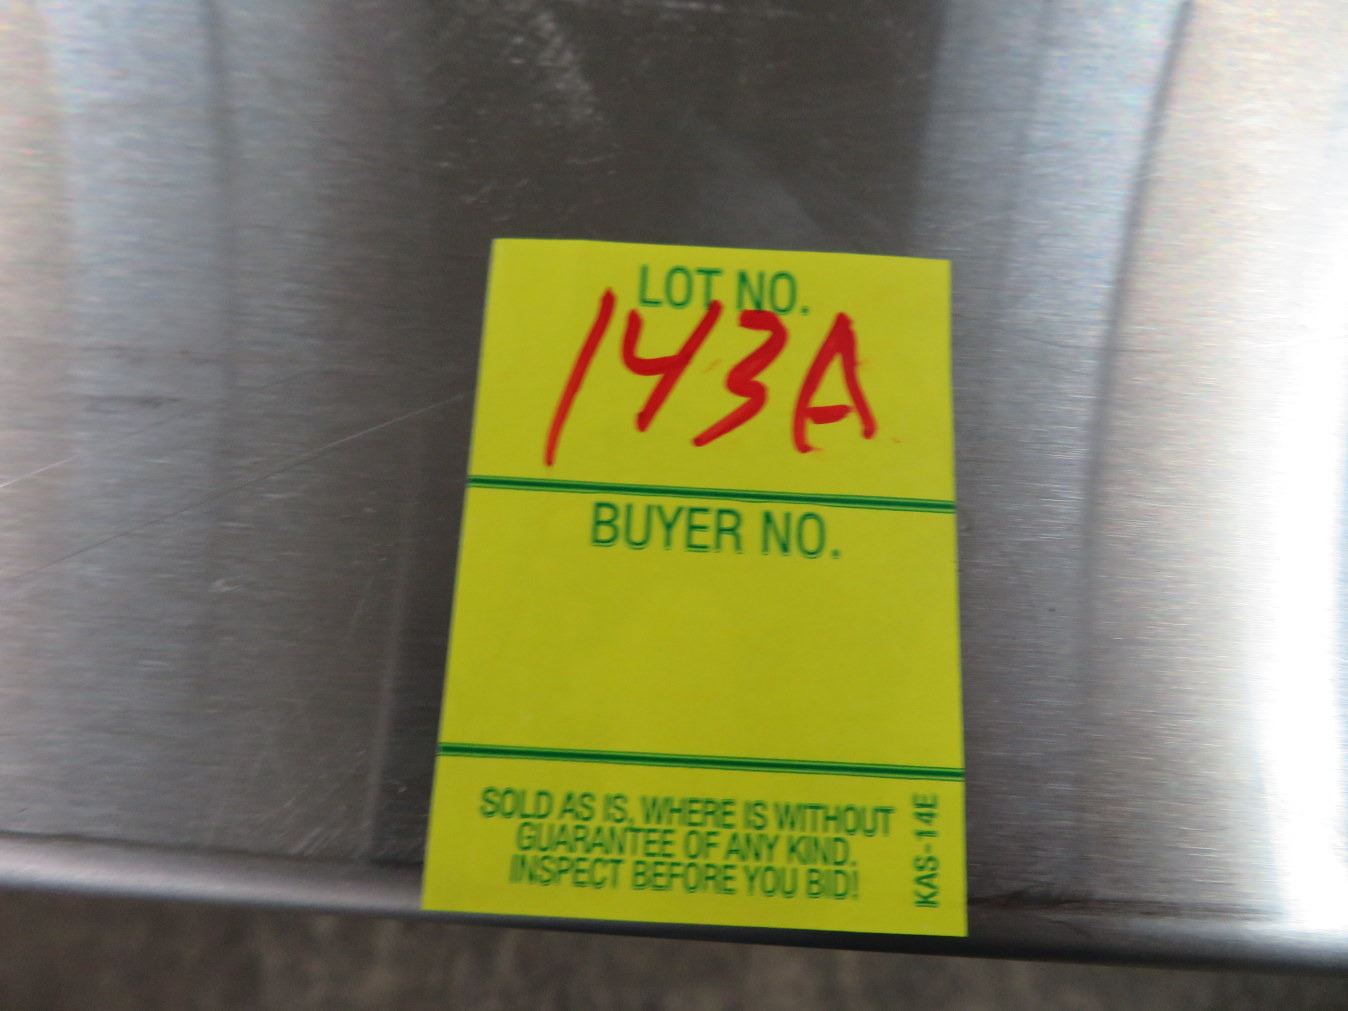 LOT NO.
143A
BUYER NO.
SOLD AS IS, WHERE IS WITHOUT
GUARANTEE OF ANY KIND.
INSPECT BEFORE YOU BID!
KAS-14E